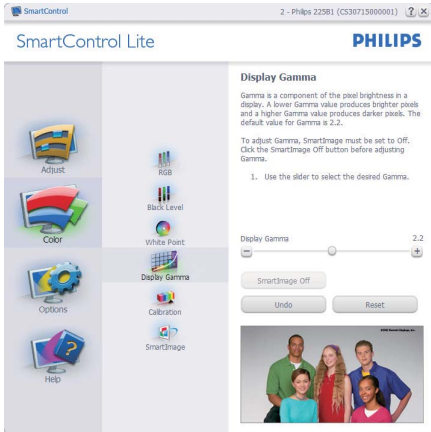 SmartControl
2 - Philips 225B1 (CS30715000001)
? X
SmartControl Lite
PHILIPS
Adjust
Color
Options
Help
RGB
Black Level
White Point
Display Gamma
Calibration
SmartImage
Display Gamma
Gamma is a component of the pixel brightness in a
display. A lower Gamma value produces brighter pixels
and a higher Gamma value produces darker pixels. The
default value for Gamma is 2.2.
To adjust Gamma, SmartImage must be set to Off.
Click the SmartImage Off button before adjusting
Gamma.
1. Use the slider to select the desired Gamma.
Display Gamma 2.2
SmartImage Off
Undo Reset